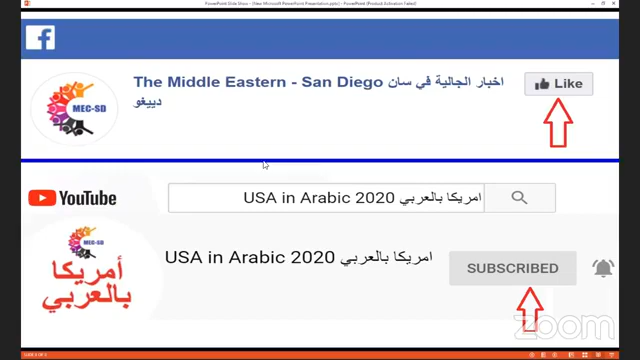 PowerPoint Slide Show - [New Microsoft PowerPoint Presentation.pptx] - PowerPoint (Product Activation Failed)
The Middle Eastern - San Diego اخبار الجالية في سان
دييغو
Like
MEC-SD
YouTube
USA in Arabic 2020 امريكا بالعربي
MEC-SD
أمريكا
بالعربي
USA in Arabic 2020 امريكا بالعربي
SUBSCRIBED
zoom